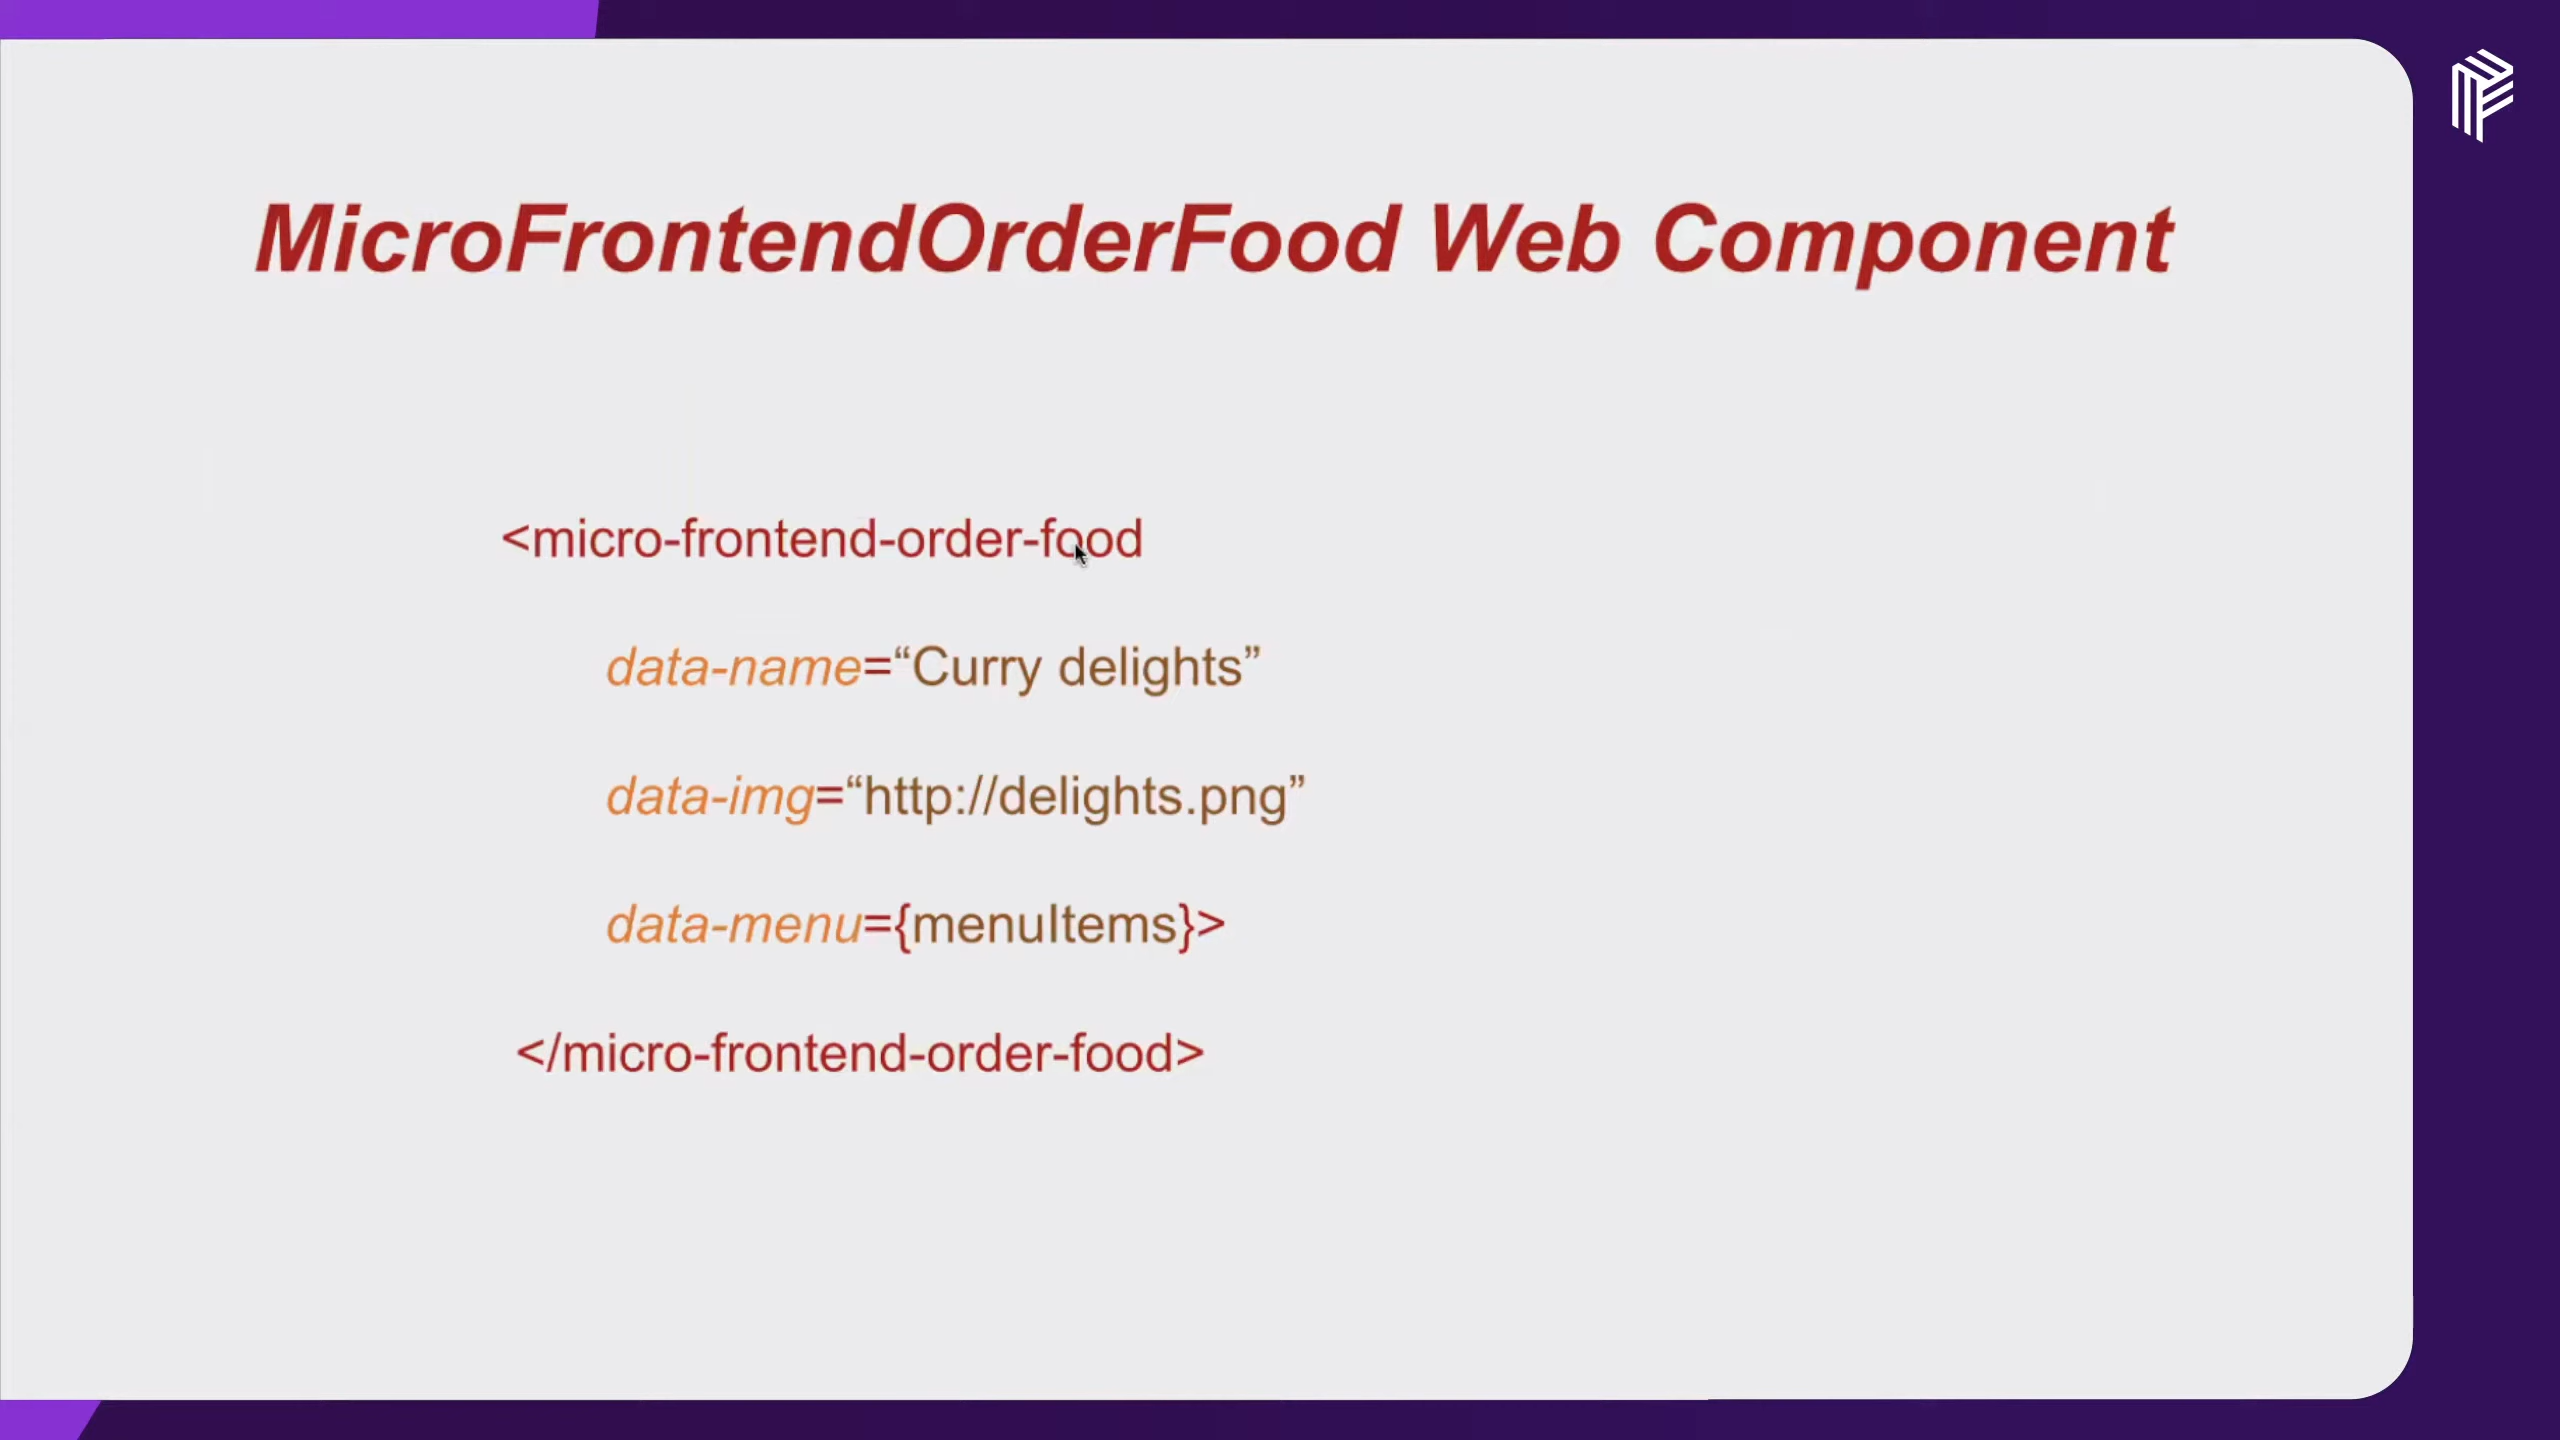 MicroFrontendOrderFood Web Component
<micro-frontend-order-food
data-name=“Curry delights”
data-img=“http://delights.png”
data-menu={menuItems}>
</micro-frontend-order-food>